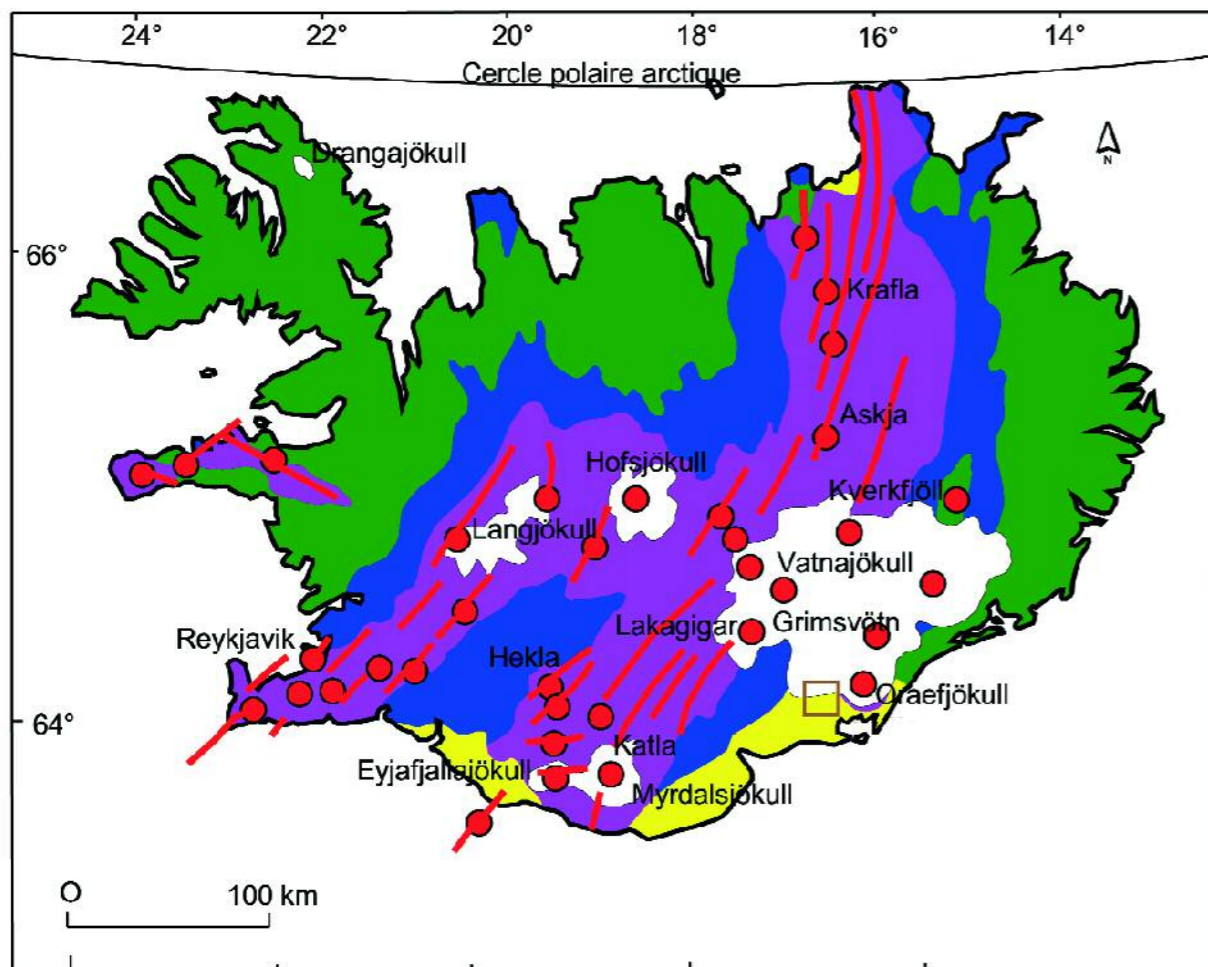 24° 22° 20° 18° 16° 14°
Cercle polaire arctique
Drangajökull
N
66°
Krafla
Askja
Hofsjökull
Kverkfjöll
Langjökull
Vatnajökull
Lakagigar
Grimsvötn
Reykjavik
Hekla
Oraefjökull
64°
Katla
Eyjafjallajökull
Myrdalsjökull
O 100 km